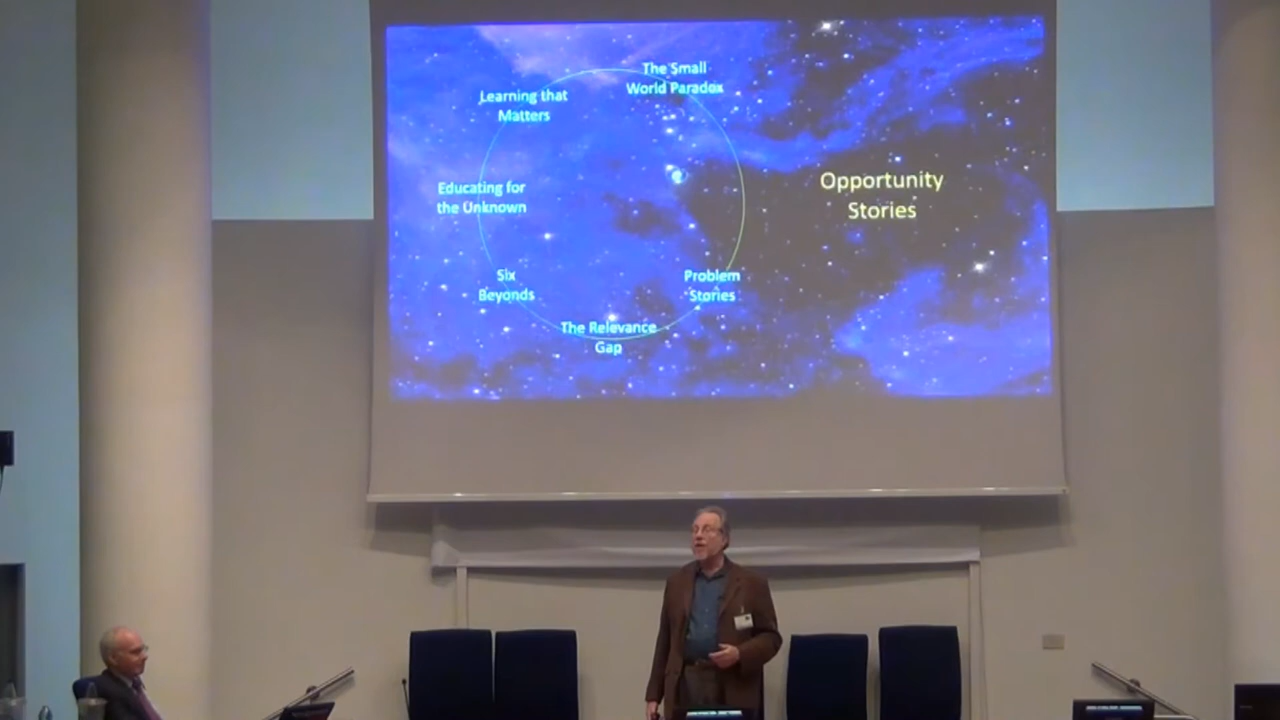 The Small
World Paradox
Learning that
Matters
Educating for
the Unknown
Opportunity
Stories
Six
Beyonds
Problem
Stories
The Relevance
Gap